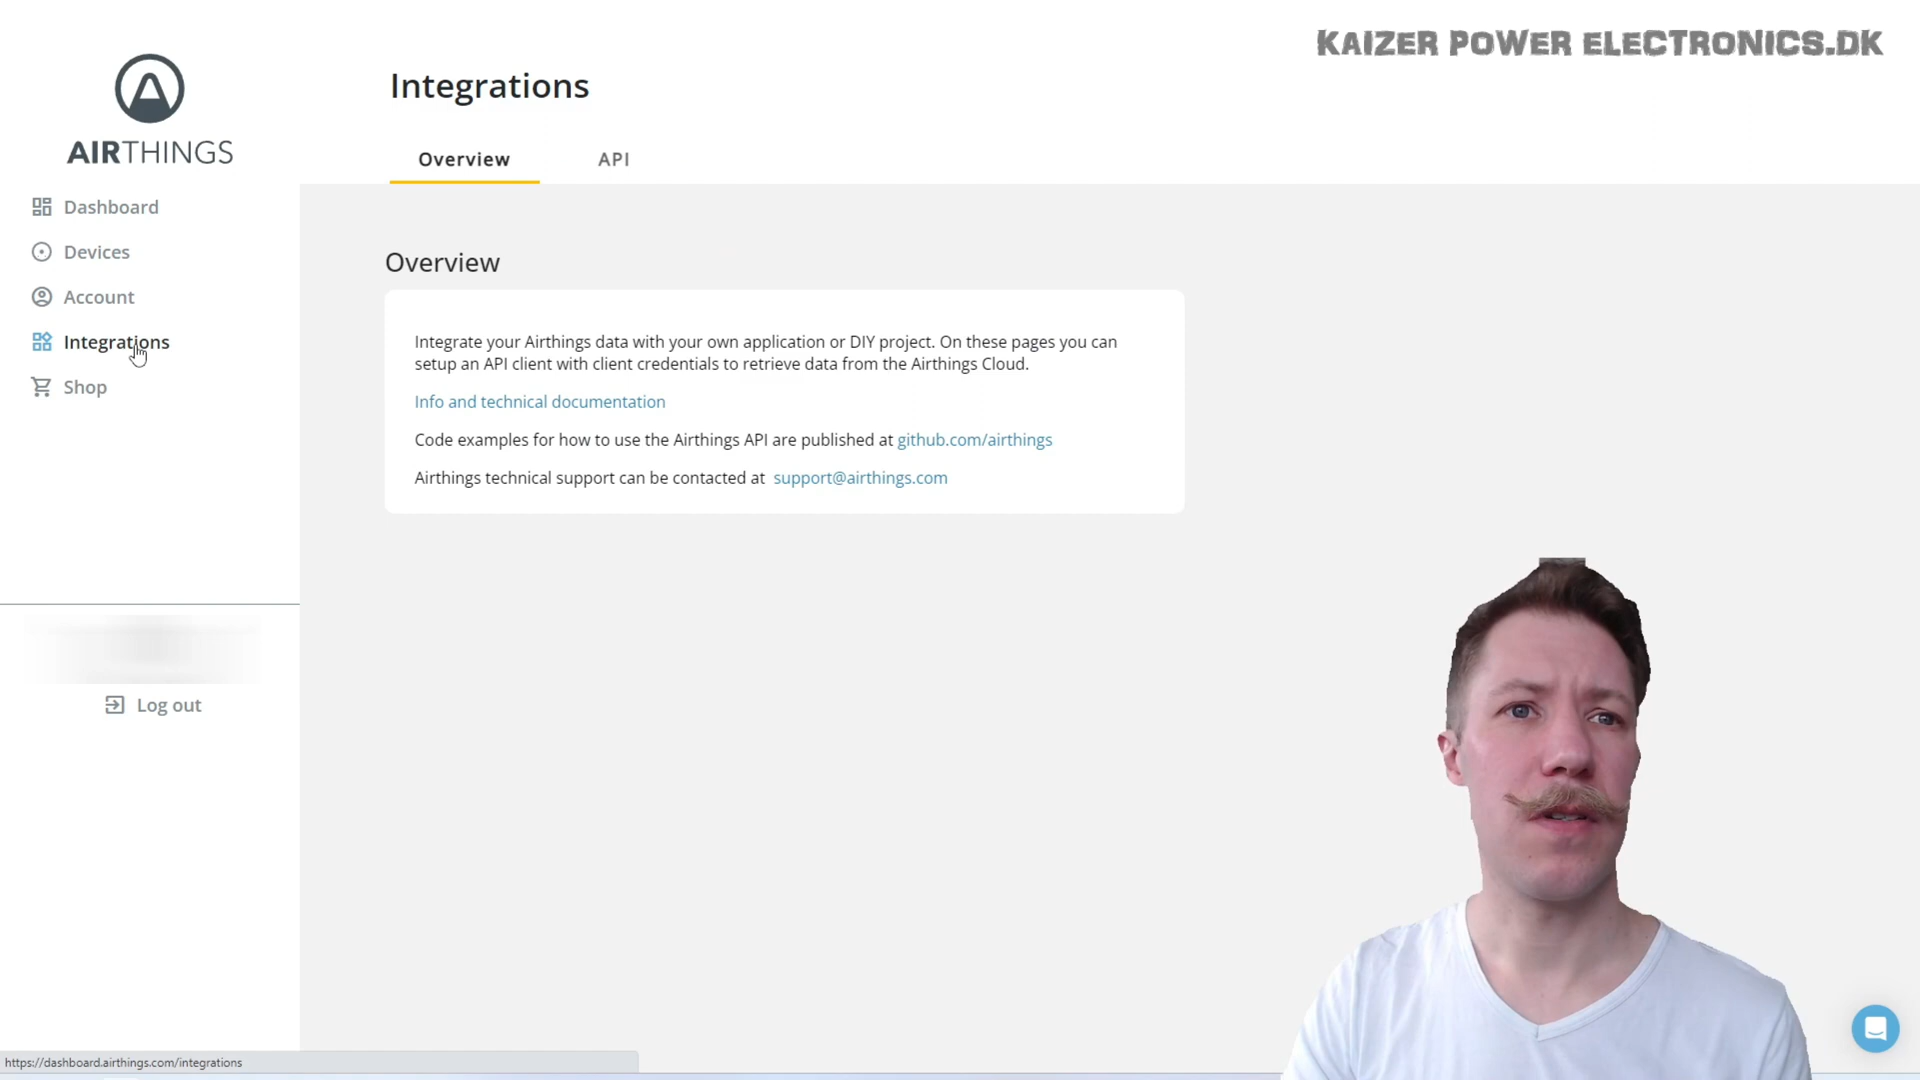 KAIZER POWER ELECTRONICS.DK
AIRTHINGS
Dashboard
Devices
Account
Integrations
Shop
Log out
Integrations
Overview
API
Overview
Integrate your Airthings data with your own application or DIY project. On these pages you can
setup an API client with client credentials to retrieve data from the Airthings Cloud.
Info and technical documentation
Code examples for how to use the Airthings API are published at github.com/airthings
Airthings technical support can be contacted at support@airthings.com
https://dashboard.airthings.com/integrations